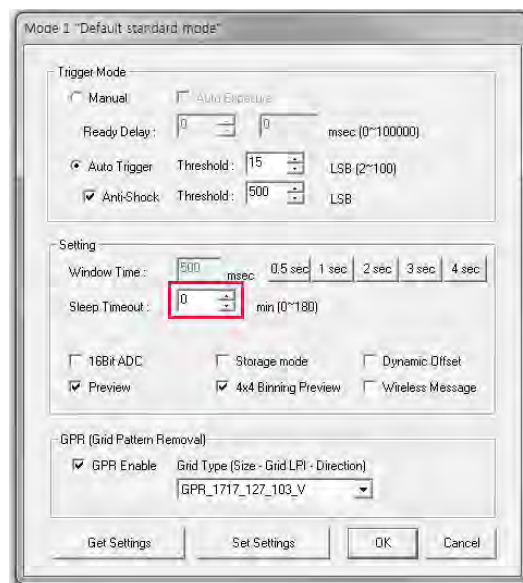 Mode 1 "Default standard mode"
Trigger Mode
Manual Auto Exposure
Ready Delay : 0 0 msec (0~100000)
Auto Trigger Threshold : 15 LSB (2~100)
Anti-Shock Threshold : 500 LSB
Setting
Window Time : 500 msec 0.5 sec 1 sec 2 sec 3 sec 4 sec
Sleep Timeout : 0 min (0~180)
16Bit ADC Storage mode Dynamic Offset
Preview 4x4 Binning Preview Wireless Message
GPR (Grid Pattern Removal)
GPR Enable Grid Type (Size - Grid LPI - Direction)
GPR_1717_127_103_V
Get Settings Set Settings OK Cancel